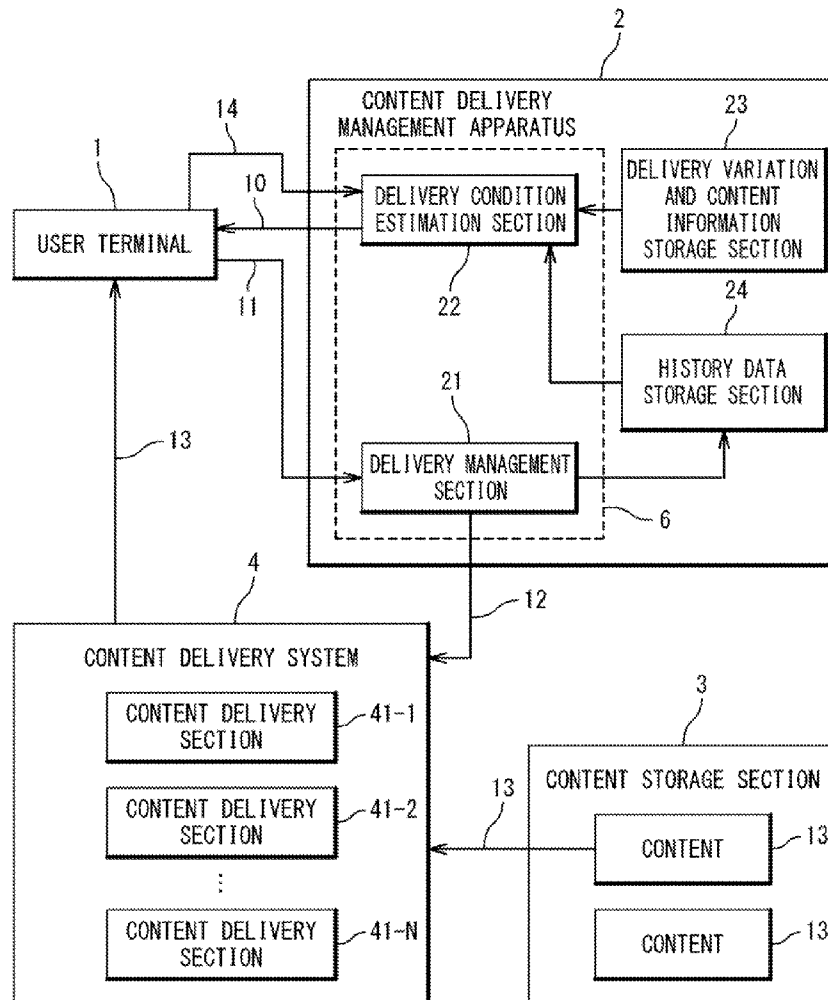 2
CONTENT DELIVERY
MANAGEMENT APPARATUS
23
14
1
10
DELIVERY CONDITION
ESTIMATION SECTION
DELIVERY VARIATION
AND CONTENT
INFORMATION
STORAGE SECTION
USER TERMINAL
11
22
24
HISTORY DATA
STORAGE SECTION
21
13
DELIVERY MANAGEMENT
SECTION
6
4
12
CONTENT DELIVERY SYSTEM
CONTENT DELIVERY
SECTION
41-1
3
CONTENT STORAGE SECTION
CONTENT DELIVERY
SECTION
41-2
13
CONTENT
13
⋮
CONTENT DELIVERY
SECTION
41-N
CONTENT
13